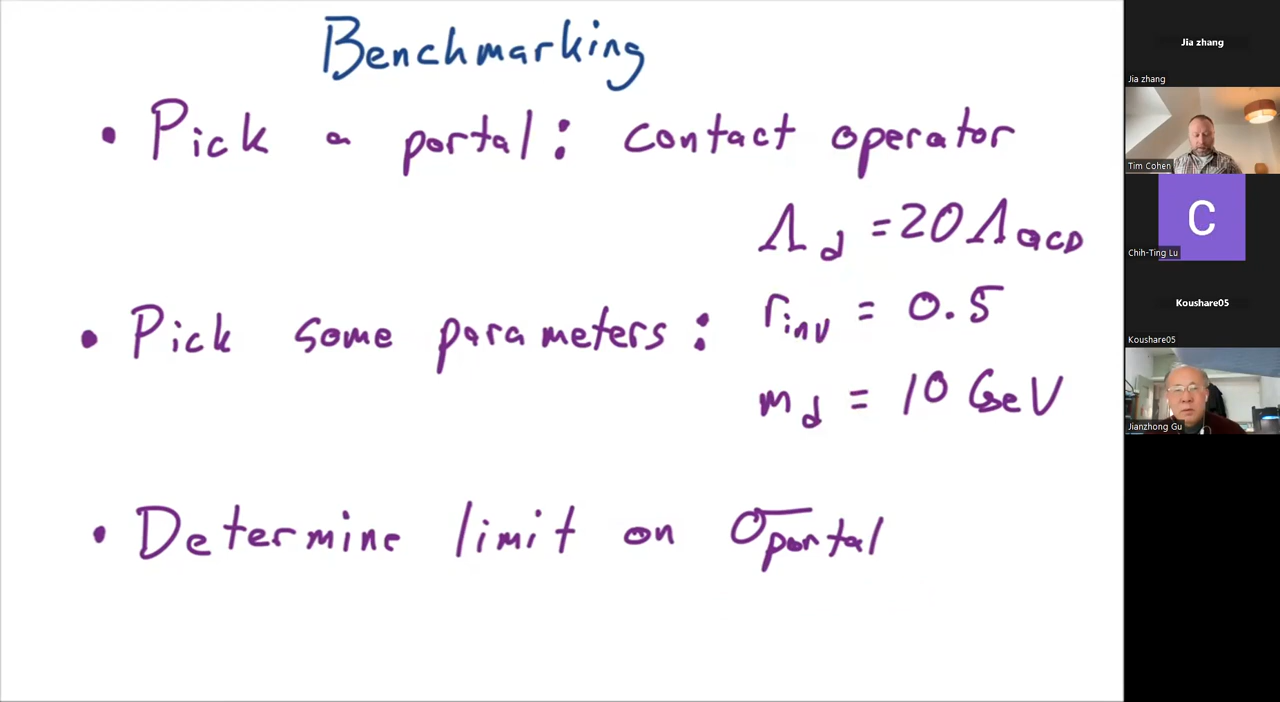 Benchmarking
• Pick a portal: contact operator
Λd = 20 ΛQCD
• Pick some parameters: rinv = 0.5
md = 10 GeV
• Determine limit on σportal
Jia zhang
Jia zhang
Tim Cohen
C
Chih-Ting Lu
Koushare05
Koushare05
Jianzhong Gu